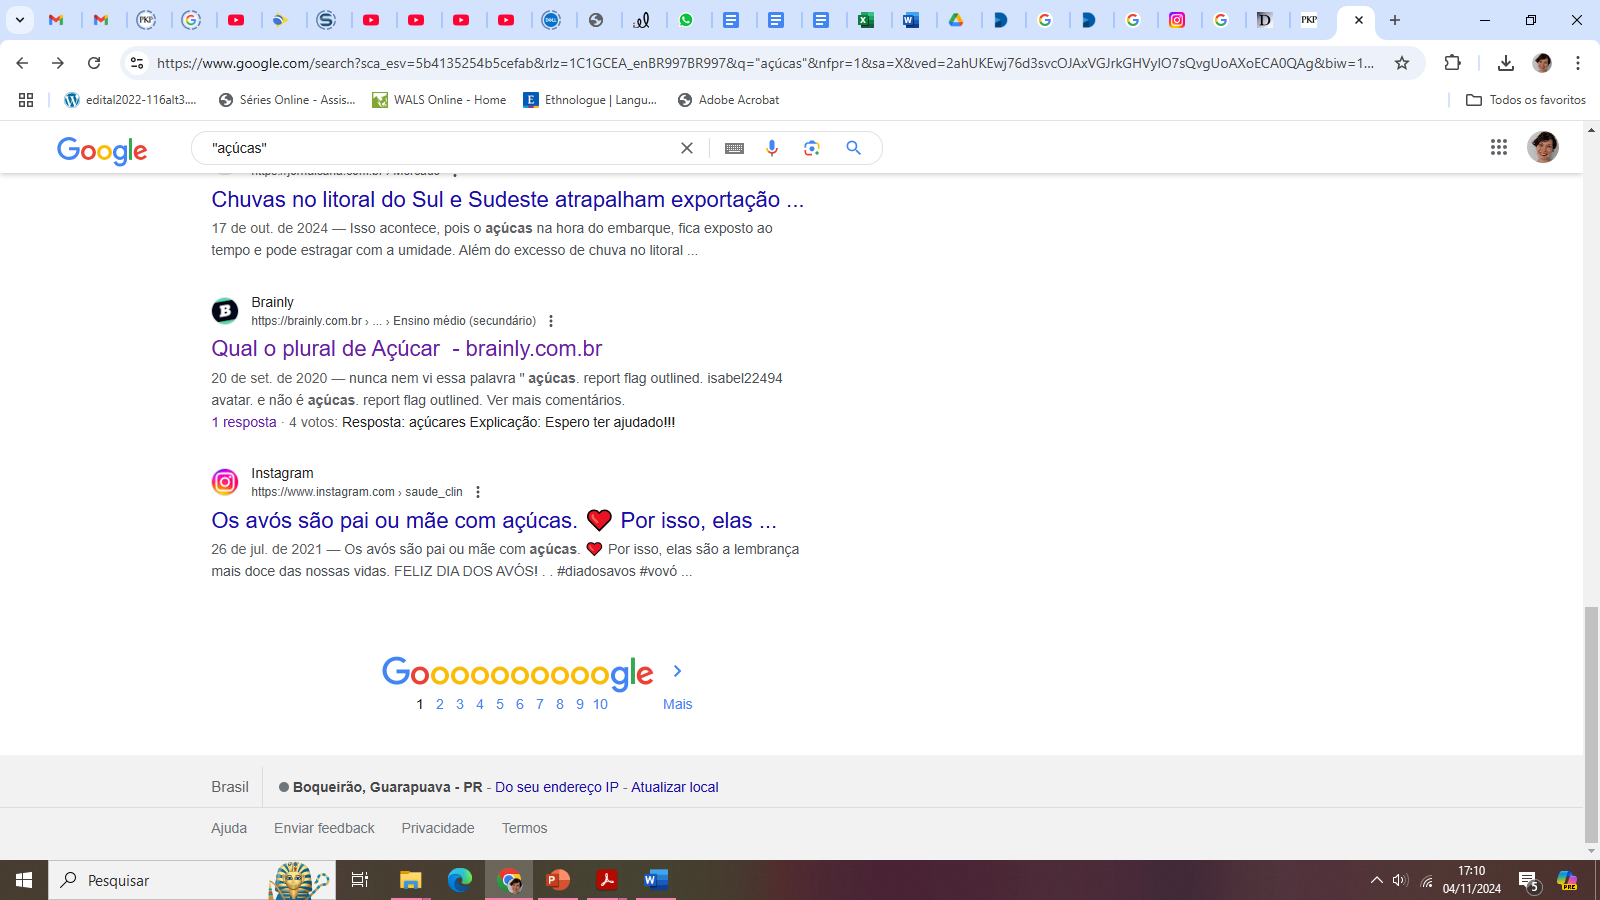 https://www.google.com/search?sca_esv=5b4135254b5cefab&rlz=1C1GCEA_enBR997BR997&q="açúcas"&nfpr=1&sa=X&ved=2ahUKEwj76d3svcOJAxVGJrkGHVylO7sQvgUoAXoECA0QAg&biw=1...
edital2022-116alt3....
Séries Online - Assis...
WALS Online - Home
Ethnologue | Langu...
Adobe Acrobat
Todos os favoritos
Google
"açúcas"
Chuvas no litoral do Sul e Sudeste atrapalham exportação ...
17 de out. de 2024 — Isso acontece, pois o açúcas na hora do embarque, fica exposto ao
tempo e pode estragar com a umidade. Além do excesso de chuva no litoral ...
Brainly
https://brainly.com.br › ... › Ensino médio (secundário)
Qual o plural de Açúcar - brainly.com.br
20 de set. de 2020 — nunca nem vi essa palavra " açúcas. report flag outlined. isabel22494
avatar. e não é açúcas. report flag outlined. Ver mais comentários.
1 resposta · 4 votos: Resposta: açúcares Explicação: Espero ter ajudado!!!
Instagram
https://www.instagram.com › saude_clin
Os avós são pai ou mãe com açúcas. ❤️ Por isso, elas ...
26 de jul. de 2021 — Os avós são pai ou mãe com açúcas. ❤️ Por isso, elas são a lembrança
mais doce das nossas vidas. FELIZ DIA DOS AVÓS! . . #diadosavos #vovó ...
Goooooooooogle
1 2 3 4 5 6 7 8 9 10 Mais
Brasil
Boqueirão, Guarapuava - PR - Do seu endereço IP - Atualizar local
Ajuda Enviar feedback Privacidade Termos
Pesquisar
17:10
04/11/2024
5